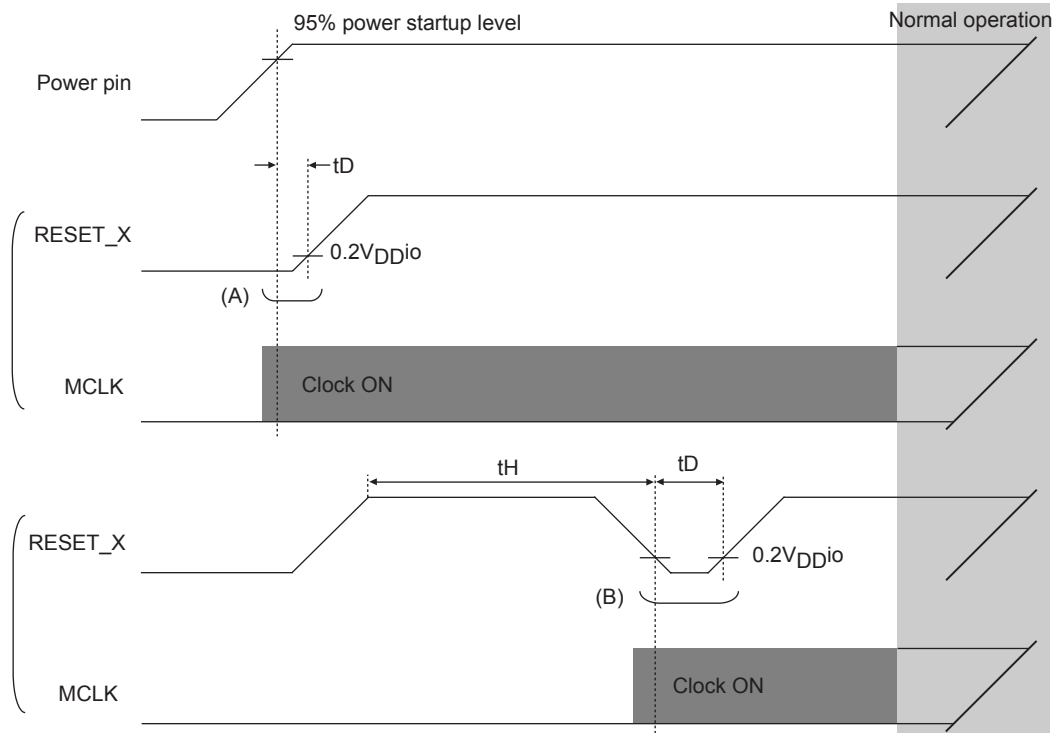 95% power startup level
Normal operation
Power pin
tD
RESET_X
0.2VDDio
(A)
Clock ON
MCLK
tH
tD
RESET_X
0.2VDDio
(B)
Clock ON
MCLK